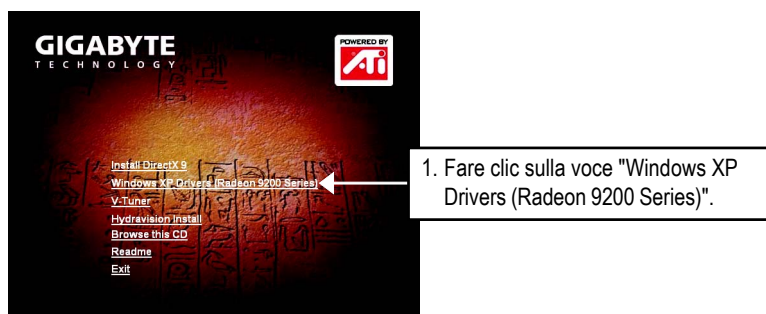 GIGABYTE
TECHNOLOGY
POWERED BY
ATi
Install DirectX 9
Windows XP Drivers (Radeon 9200 Series)
V-Tuner
Hydravision Install
Browse this CD
Readme
Exit
1. Fare clic sulla voce "Windows XP
Drivers (Radeon 9200 Series)".